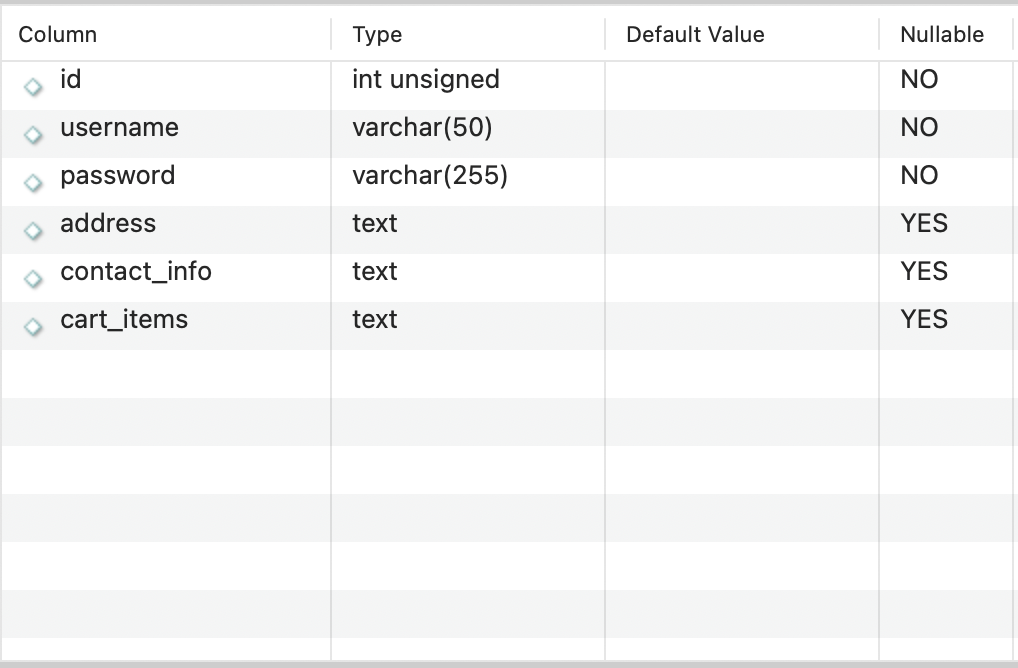 Column Type Default Value Nullable
id int unsigned NO
username varchar(50) NO
password varchar(255) NO
address text YES
contact_info text YES
cart_items text YES